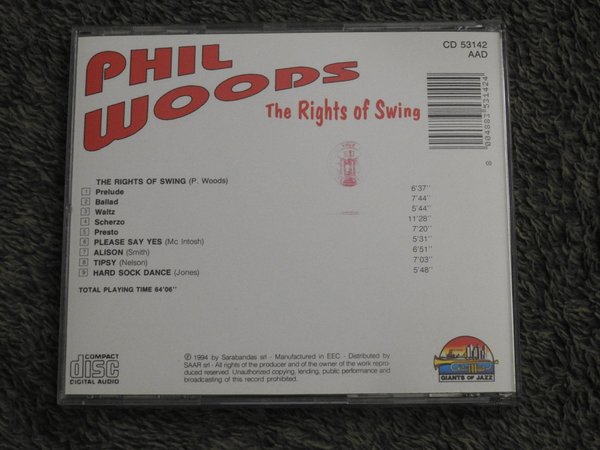 PHIL
WOODS
The Rights of Swing
CD 53142
AAD
8 004883 531424
THE RIGHTS OF SWING (P. Woods)
1 Prelude 6'37''
2 Ballad 7'44''
3 Waltz 5'44''
4 Scherzo 11'28''
5 Presto 7'20''
6 PLEASE SAY YES (Mc Intosh) 5'31''
7 ALISON (Smith) 6'51''
8 TIPSY (Nelson) 7'03''
9 HARD SOCK DANCE (Jones) 5'48''
TOTAL PLAYING TIME 64'06''
COMPACT
disc
DIGITAL AUDIO
℗ 1994 by Sarabandas srl - Manufactured in EEC - Distributed by
SAAR srl - All rights of the producer and of the owner of the work repro-
duced reserved. Unauthorized copying, lending, public performance and
broadcasting of this record prohibited.
GIANTS OF JAZZ